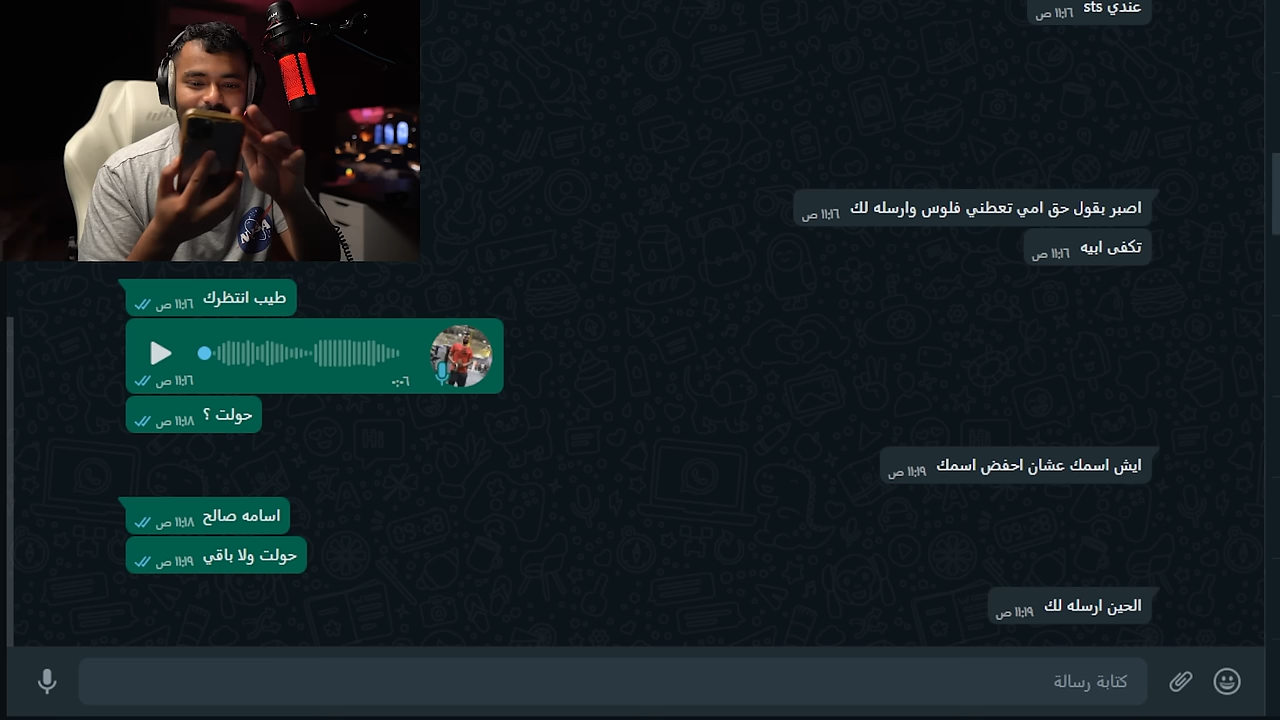 عندي sts
١١:١٦ ص
NASA
اصبر بقول حق امي تعطني فلوس وارسله لك
١١:١٦ ص
تكفى ابيه
١١:١٦ ص
طيب انتظرك
١١:١٦ ص
٠:٠٦
١١:١٦ ص
حولت ؟
١١:١٨ ص
ايش اسمك عشان احفض اسمك
١١:١٩ ص
اسامه صالح
١١:١٨ ص
حولت ولا باقي
١١:١٩ ص
الحين ارسله لك
١١:١٩ ص
كتابة رسالة